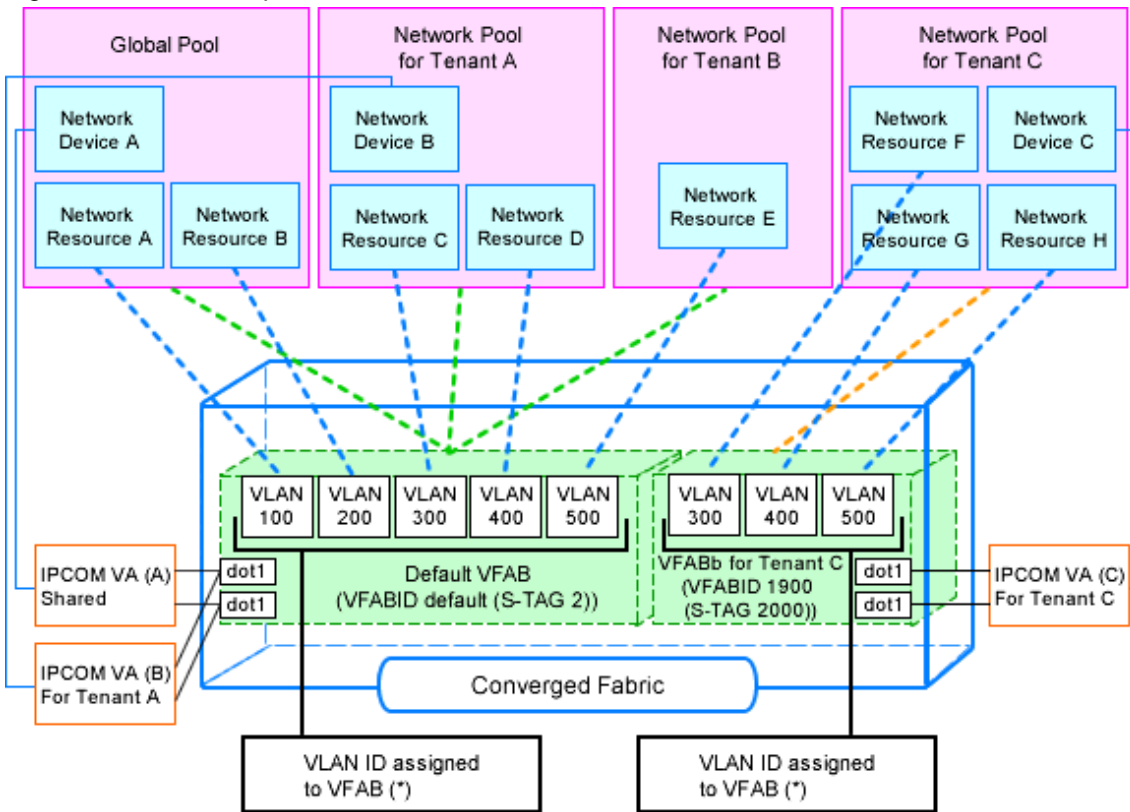 Global Pool
Network Pool
for Tenant A
Network Pool
for Tenant B
Network Pool
for Tenant C
Network
Device A
Network
Resource A
Network
Resource B
Network
Device B
Network
Resource C
Network
Resource D
Network
Resource E
Network
Resource F
Network
Device C
Network
Resource G
Network
Resource H
VLAN
100
VLAN
200
VLAN
300
VLAN
400
VLAN
500
VLAN
300
VLAN
400
VLAN
500
IPCOM VA (A)
Shared
IPCOM VA (B)
For Tenant A
dot1
dot1
Default VFAB
(VFABID default (S-TAG 2))
VFABb for Tenant C
(VFABID 1900
(S-TAG 2000))
dot1
dot1
IPCOM VA (C)
For Tenant C
Converged Fabric
VLAN ID assigned
to VFAB (*)
VLAN ID assigned
to VFAB (*)